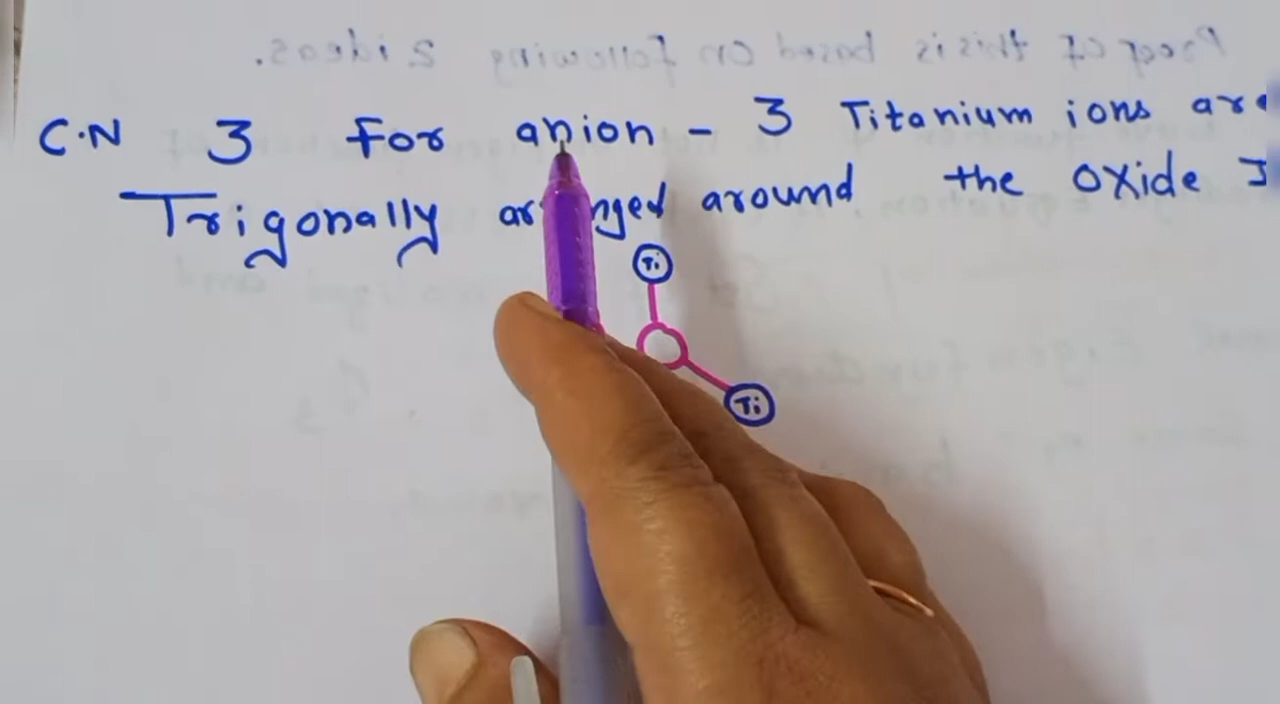 C.N 3 For anion - 3 Titanium ions are
Trigonally arranged around the oxide I
Ti
Ti